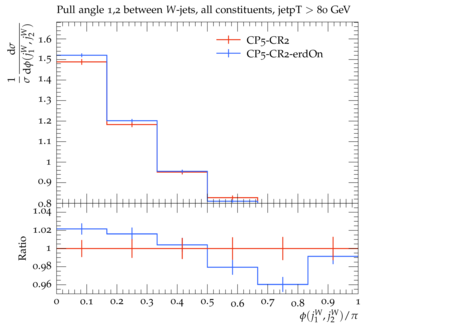 Pull angle 1,2 between W-jets, all constituents, jetpT > 80 GeV
1/σ dσ/dϕ(j₁ᵂ, j₂ᵂ)
CP5-CR2
CP5-CR2-erdOn
1.6
1.5
1.4
1.3
1.2
1.1
1
0.9
0.8
1.04
1.02
1
0.98
0.96
Ratio
0 0.1 0.2 0.3 0.4 0.5 0.6 0.7 0.8 0.9 1
ϕ(j₁ᵂ, j₂ᵂ)/π